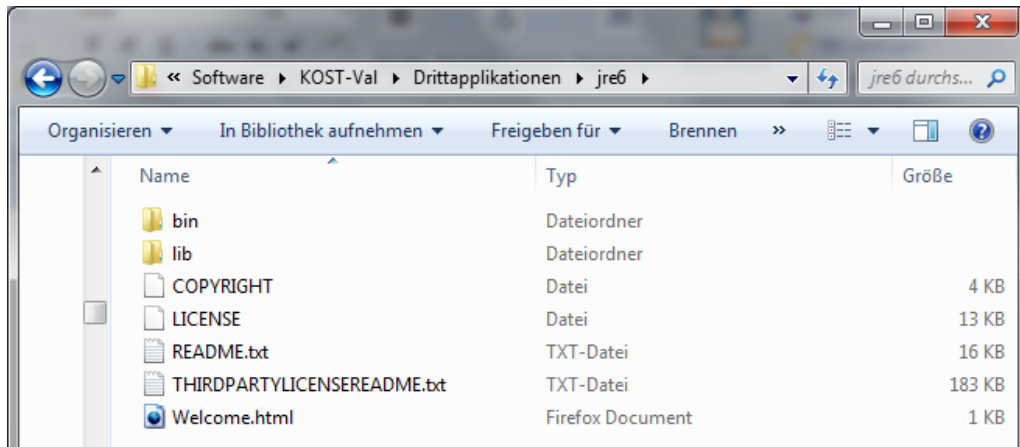 « Software ▸ KOST-Val ▸ Drittapplikationen ▸ jre6 ▸ jre6 durchs...
Organisieren ▾ In Bibliothek aufnehmen ▾ Freigeben für ▾ Brennen »
Name Typ Größe
bin Dateiordner
lib Dateiordner
COPYRIGHT Datei 4 KB
LICENSE Datei 13 KB
README.txt TXT-Datei 16 KB
THIRDPARTYLICENSEREADME.txt TXT-Datei 183 KB
Welcome.html Firefox Document 1 KB